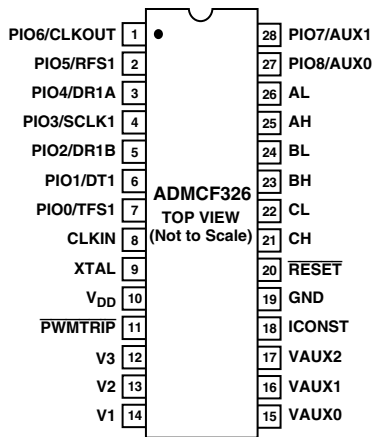 PIO6/CLKOUT 1 28 PIO7/AUX1
PIO5/RFS1 2 27 PIO8/AUX0
PIO4/DR1A 3 26 AL
PIO3/SCLK1 4 25 AH
PIO2/DR1B 5 24 BL
PIO1/DT1 6 23 BH
ADMCF326
PIO0/TFS1 7 TOP VIEW 22 CL
(Not to Scale)
CLKIN 8 21 CH
XTAL 9 20 RESET
VDD 10 19 GND
PWMTRIP 11 18 ICONST
V3 12 17 VAUX2
V2 13 16 VAUX1
V1 14 15 VAUX0